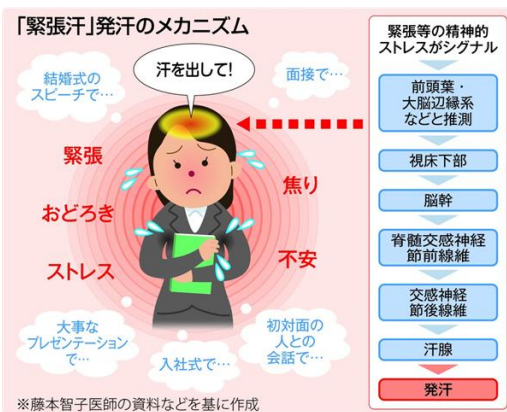 「緊張汗」発汗のメカニズム
結婚式の
スピーチで…
汗を出して!
面接で…
緊張
おどろき
ストレス
焦り
不安
大事な
プレゼンテーション
で…
入社式で…
初対面の
人との
会話で…
緊張等の精神的
ストレスがシグナル
前頭葉・
大脳辺縁系
などと推測
視床下部
脳幹
脊髄交感神経
節前線維
交感神経
節後線維
汗腺
発汗
※藤本智子医師の資料などを基に作成